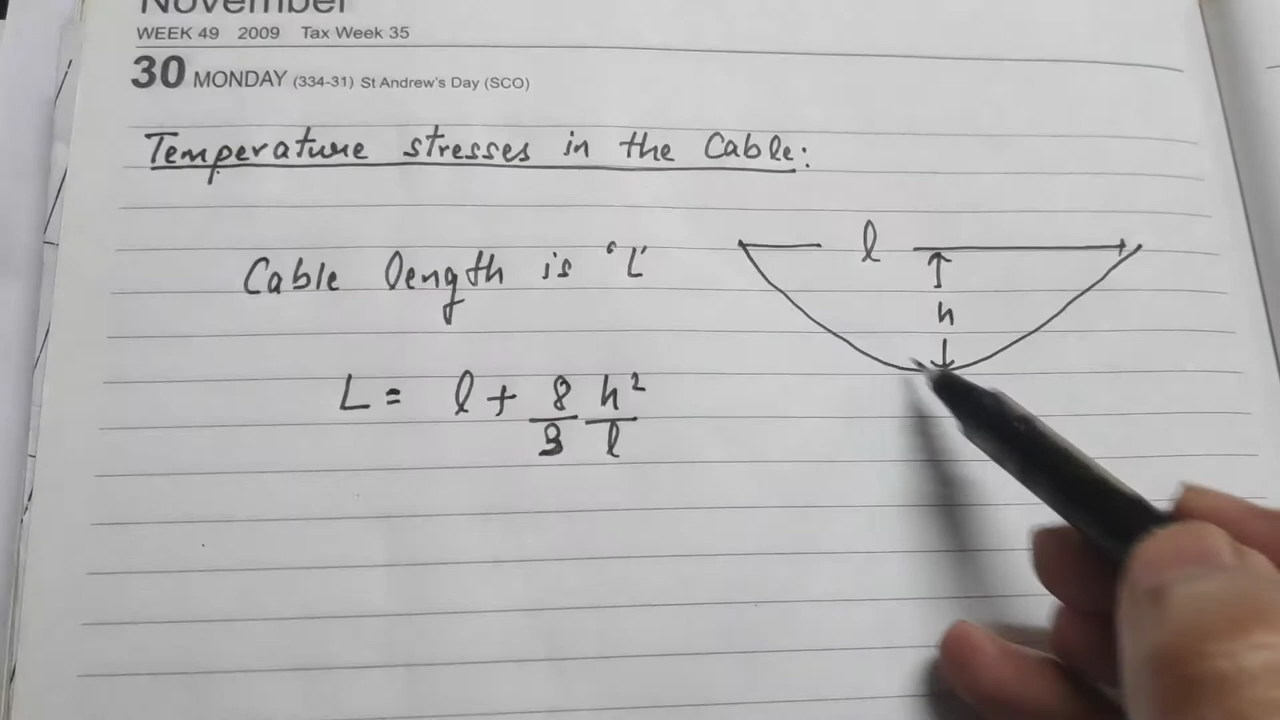 November
WEEK 49 2009 Tax Week 35
30 MONDAY (334-31) St Andrew's Day (SCO)
Temperature stresses in the Cable:
Cable length is 'L'
l
h
L = l + 8/3 h²/l